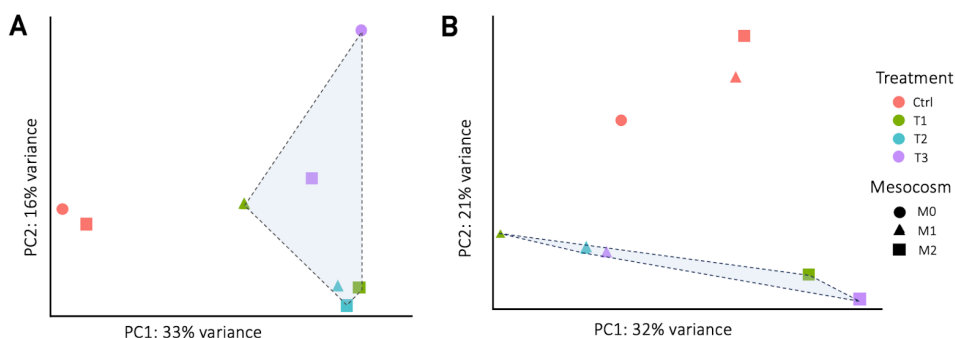 A
PC2: 16% variance
PC1: 33% variance
B
PC2: 21% variance
PC1: 32% variance
Treatment
Ctrl
T1
T2
T3
Mesocosm
M0
M1
M2